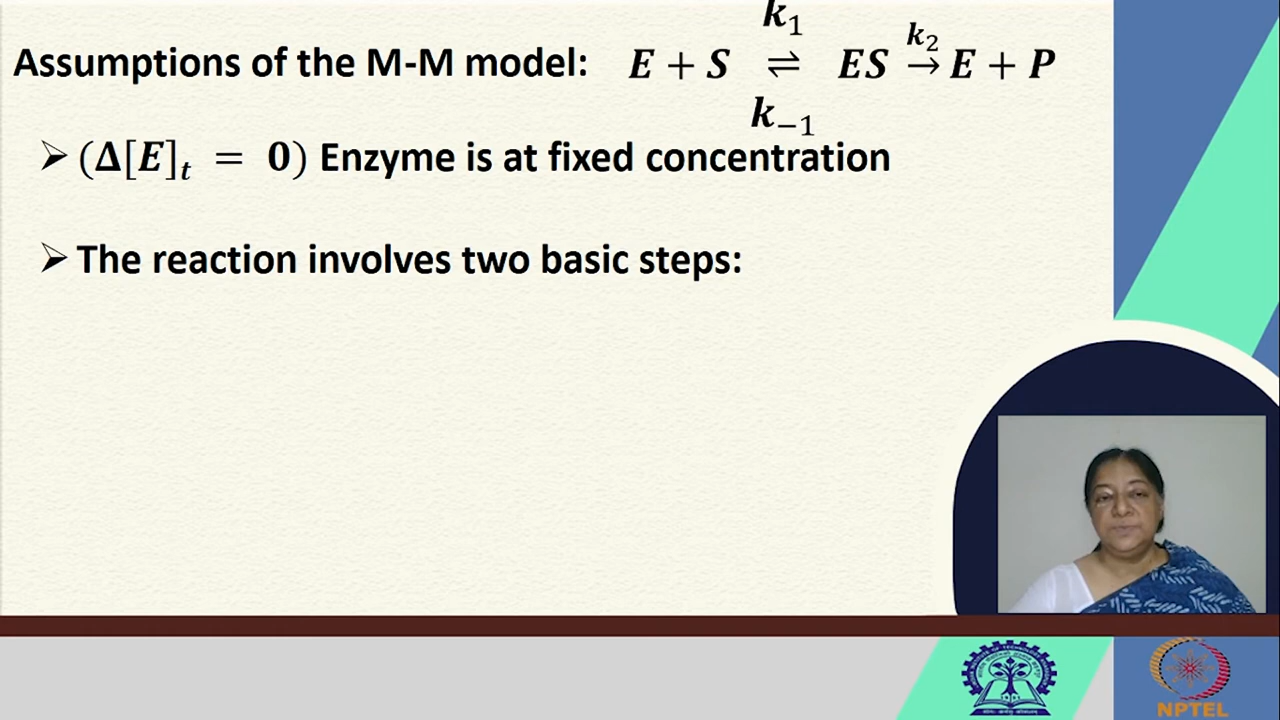 k₁
Assumptions of the M-M model: E + S ⇌ ES →k₂ E + P
k₋₁
➢ (Δ[E]ₜ = 0) Enzyme is at fixed concentration
➢ The reaction involves two basic steps:
NPTEL